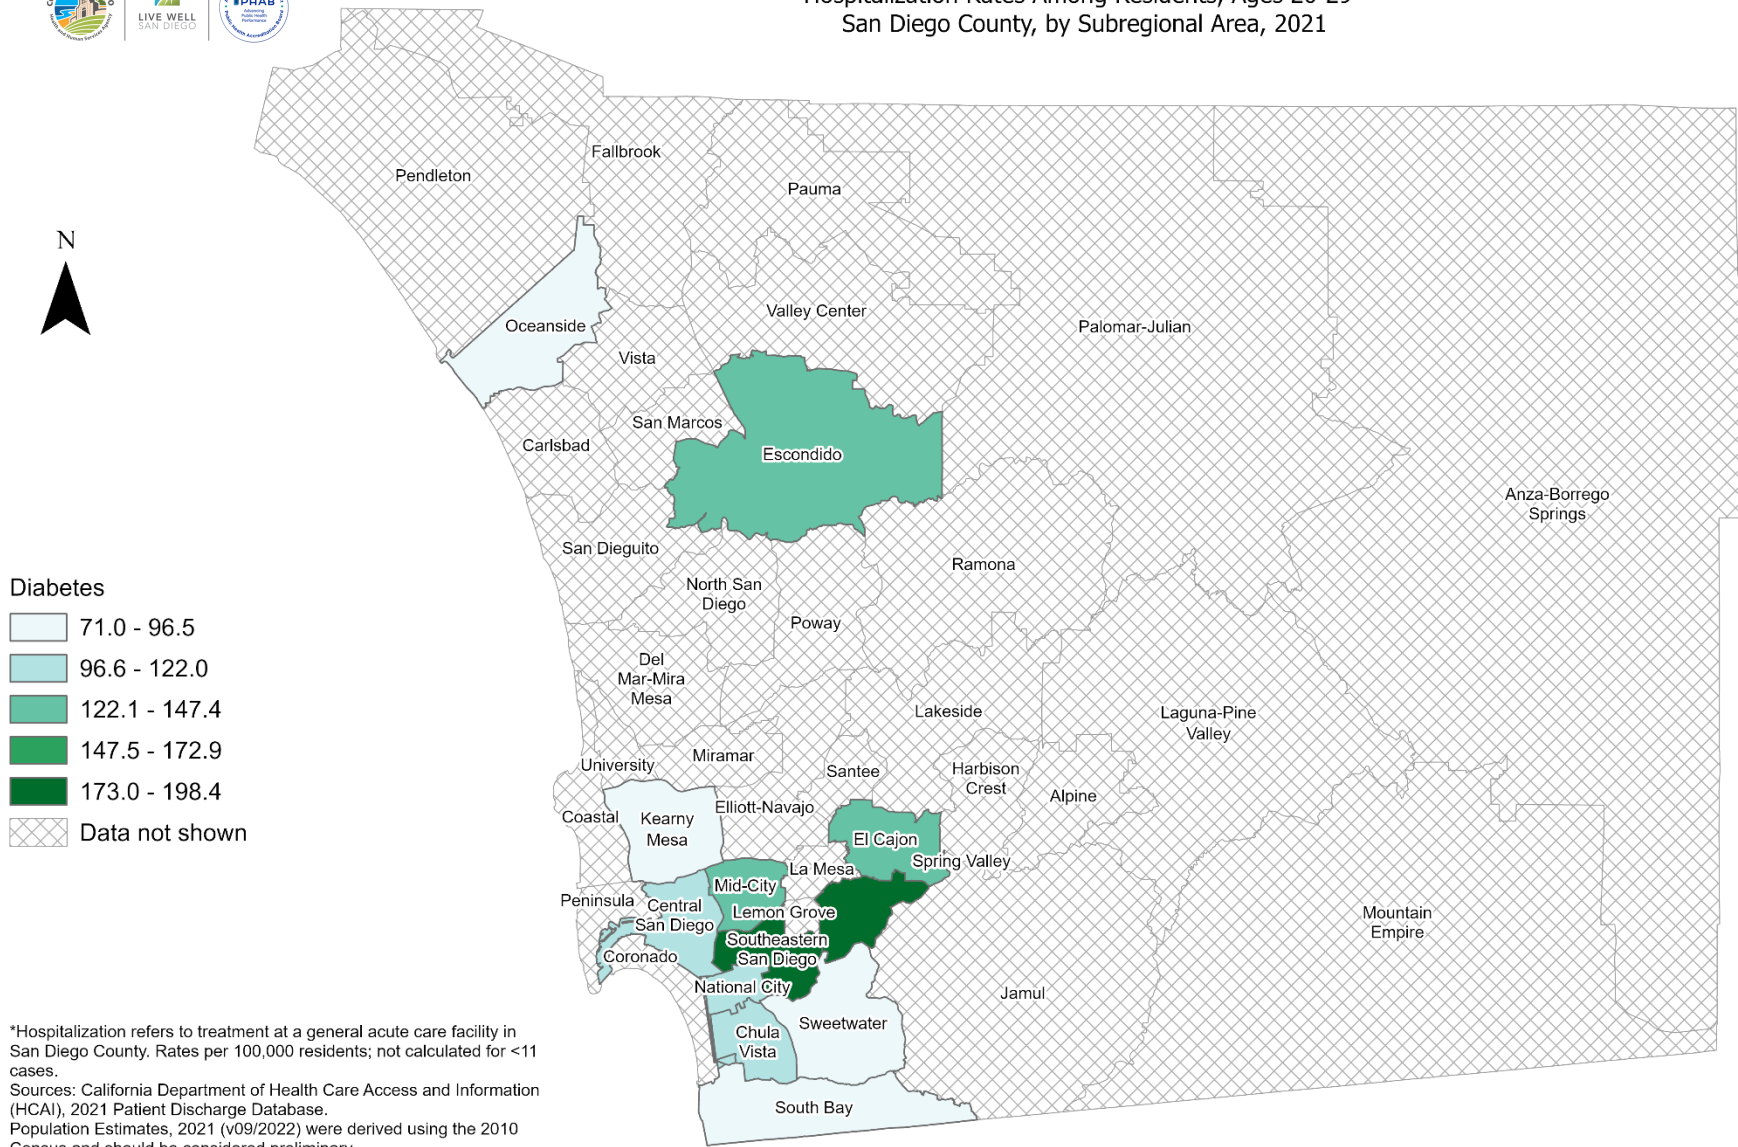 PHAB
Advancing
Public Health
Performance
LIVE WELL
SAN DIEGO
San Diego County, by Subregional Area, 2021
Fallbrook
Pendleton
Pauma
N
Valley Center
Oceanside
Palomar-Julian
Vista
San Marcos
Carlsbad
Escondido
Anza-Borrego
Springs
San Dieguito
Ramona
North San
Diego
Poway
Del
Mar-Mira
Mesa
Lakeside
Laguna-Pine
Valley
Miramar
University
Santee
Harbison
Crest
Alpine
Elliott-Navajo
Coastal
Kearny
Mesa
El Cajon
Spring Valley
La Mesa
Mid-City
Peninsula
Central
San Diego
Lemon Grove
Mountain
Empire
Southeastern
San Diego
Coronado
National City
Jamul
Sweetwater
Chula
Vista
South Bay
Diabetes
71.0 - 96.5
96.6 - 122.0
122.1 - 147.4
147.5 - 172.9
173.0 - 198.4
Data not shown
*Hospitalization refers to treatment at a general acute care facility in
San Diego County. Rates per 100,000 residents; not calculated for <11
cases.
Sources: California Department of Health Care Access and Information
(HCAI), 2021 Patient Discharge Database.
Population Estimates, 2021 (v09/2022) were derived using the 2010